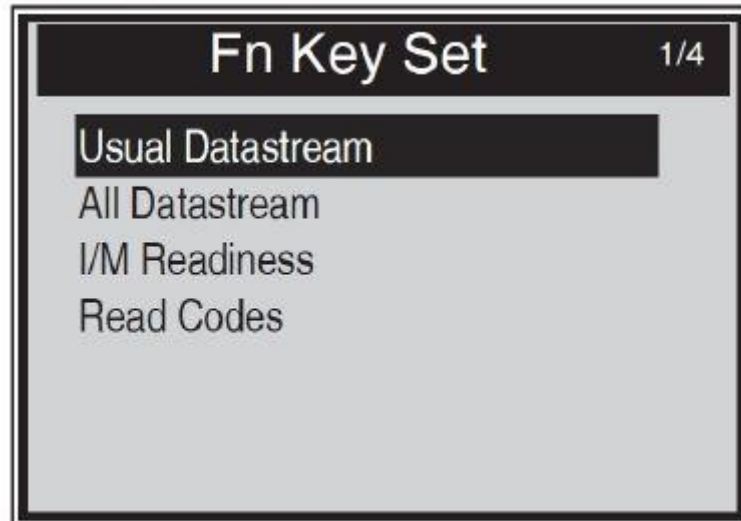 Fn Key Set 1/4
Usual Datastream
All Datastream
I/M Readiness
Read Codes